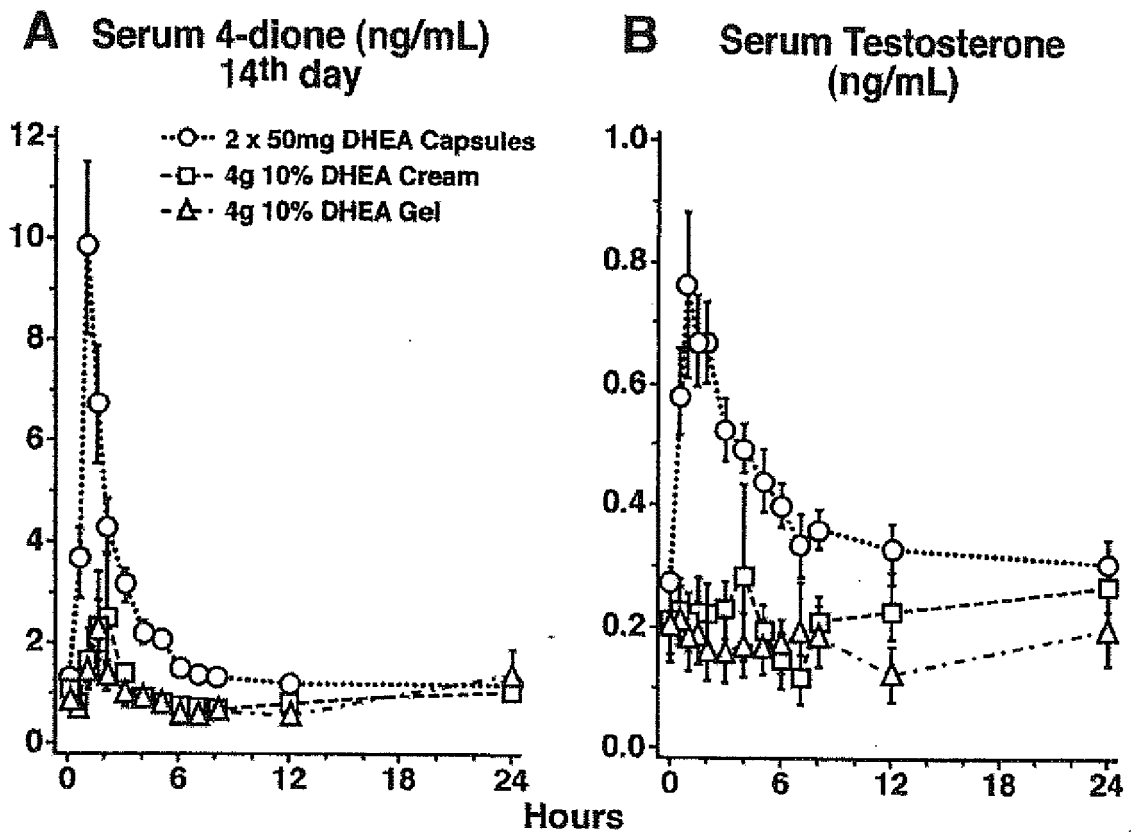 A Serum 4-dione (ng/mL)
14th day
12
10
8
6
4
2
0
2 x 50mg DHEA Capsules
4g 10% DHEA Cream
4g 10% DHEA Gel
0 6 12 18 24
B Serum Testosterone
(ng/mL)
1.0
0.8
0.6
0.4
0.2
0.0
0 6 12 18 24
Hours